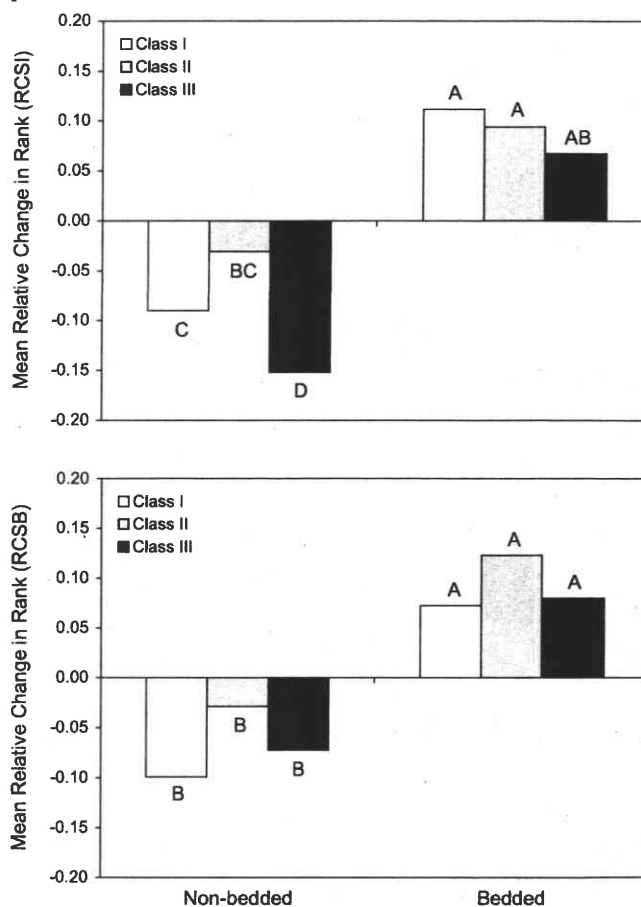 Mean Relative Change in Rank (RCSI)
0.20
0.15
0.10
0.05
0.00
-0.05
-0.10
-0.15
-0.20
Class I
Class II
Class III
C
BC
D
A
A
AB
Mean Relative Change in Rank (RCSB)
0.20
0.15
0.10
0.05
0.00
-0.05
-0.10
-0.15
-0.20
Class I
Class II
Class III
B
B
B
A
A
A
Non-bedded
Bedded